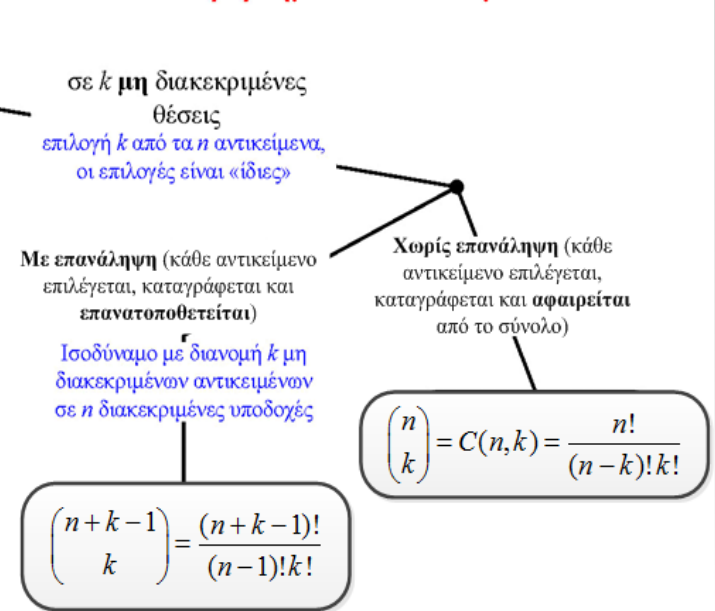 σε k μη διακεκριμένες
θέσεις
επιλογή k από τα n αντικείμενα,
οι επιλογές είναι «ίδιες»
Με επανάληψη (κάθε αντικείμενο
επιλέγεται, καταγράφεται και
επανατοποθετείται)
Ισοδύναμο με διανομή k μη
διακεκριμένων αντικειμένων
σε n διακεκριμένες υποδοχές
(n+k−1 k) = (n+k−1)! / (n−1)!k!
Χωρίς επανάληψη (κάθε
αντικείμενο επιλέγεται,
καταγράφεται και αφαιρείται
από το σύνολο)
(n k) = C(n,k) = n! / (n−k)!k!